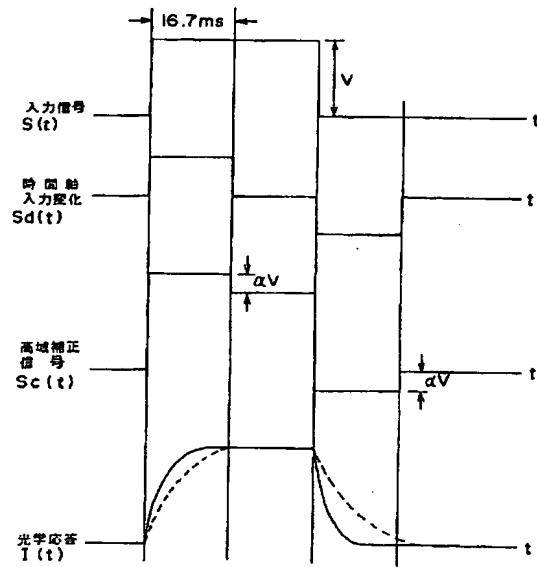 16.7ms
V
入力信号
S(t)
t
時間軸
入力変化
Sd(t)
t
αV
高域補正
信号
Sc(t)
t
αV
光学応答
I(t)
t